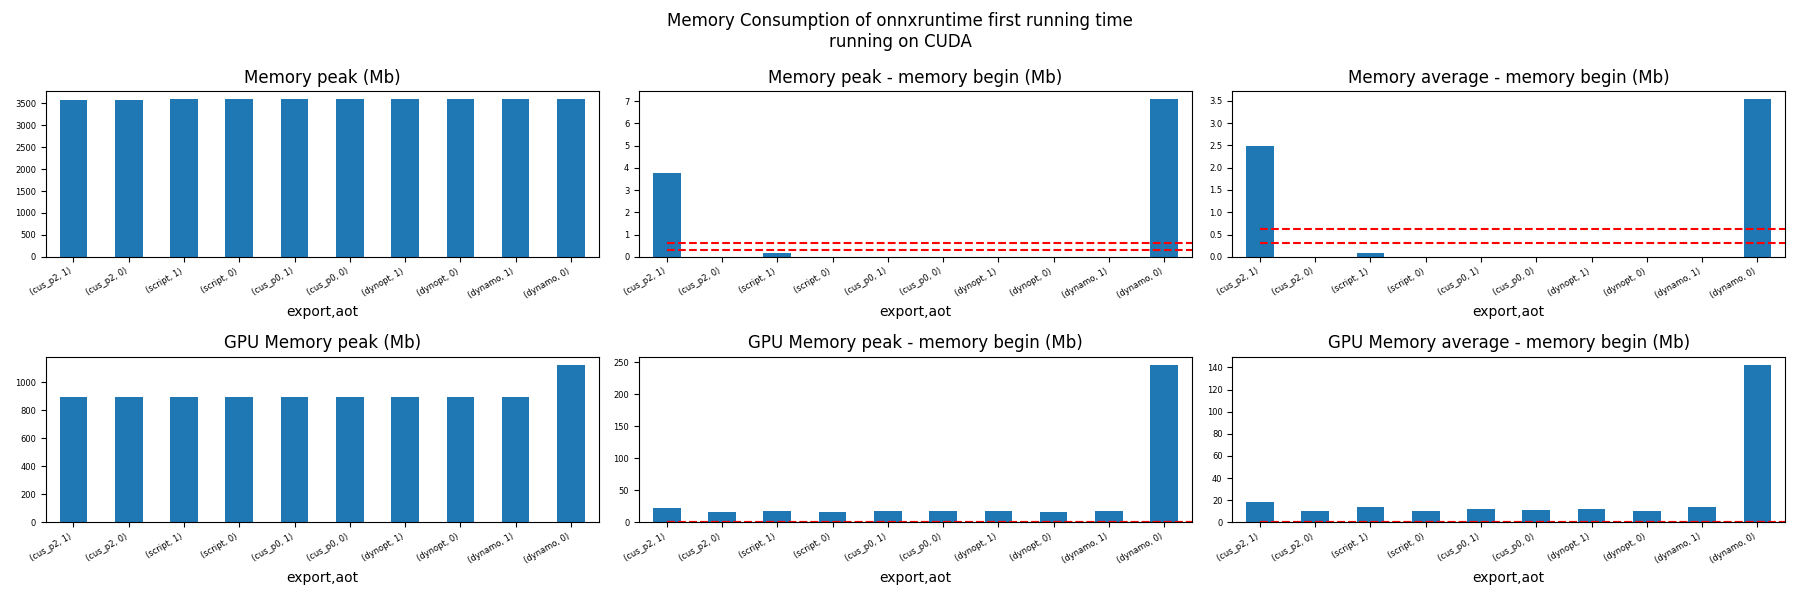 Memory Consumption of onnxruntime first running time
running on CUDA
Memory peak (Mb)
3500
3000
2500
2000
1500
1000
500
0
(cus_p2, 1)
(cus_p2, 0)
(script, 1)
(script, 0)
(cus_p0, 1)
(cus_p0, 0)
(dynopt, 1)
(dynopt, 0)
(dynamo, 1)
(dynamo, 0)
export,aot
Memory peak - memory begin (Mb)
7
6
5
4
3
2
1
0
(cus_p2, 1)
(cus_p2, 0)
(script, 1)
(script, 0)
(cus_p0, 1)
(cus_p0, 0)
(dynopt, 1)
(dynopt, 0)
(dynamo, 1)
(dynamo, 0)
export,aot
Memory average - memory begin (Mb)
3.5
3.0
2.5
2.0
1.5
1.0
0.5
0.0
(cus_p2, 1)
(cus_p2, 0)
(script, 1)
(script, 0)
(cus_p0, 1)
(cus_p0, 0)
(dynopt, 1)
(dynopt, 0)
(dynamo, 1)
(dynamo, 0)
export,aot
GPU Memory peak (Mb)
1000
800
600
400
200
0
(cus_p2, 1)
(cus_p2, 0)
(script, 1)
(script, 0)
(cus_p0, 1)
(cus_p0, 0)
(dynopt, 1)
(dynopt, 0)
(dynamo, 1)
(dynamo, 0)
export,aot
GPU Memory peak - memory begin (Mb)
250
200
150
100
50
0
(cus_p2, 1)
(cus_p2, 0)
(script, 1)
(script, 0)
(cus_p0, 1)
(cus_p0, 0)
(dynopt, 1)
(dynopt, 0)
(dynamo, 1)
(dynamo, 0)
export,aot
GPU Memory average - memory begin (Mb)
140
120
100
80
60
40
20
0
(cus_p2, 1)
(cus_p2, 0)
(script, 1)
(script, 0)
(cus_p0, 1)
(cus_p0, 0)
(dynopt, 1)
(dynopt, 0)
(dynamo, 1)
(dynamo, 0)
export,aot